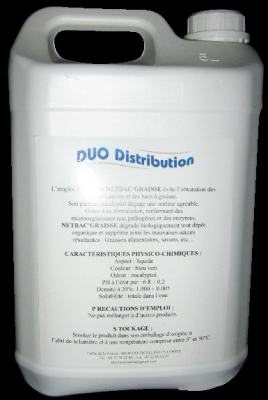 DUO Distribution
L'emploi NETBAC'GRAISSE évite l'obturation des
et des bacs à graisse.
Son parfum eucalyptol dégage une senteur agréable.
Grâce à sa formulation, renfermant des
microorganismes non pathogènes et des enzymes,
NETBAC'GRAISSE dégrade biologiquement tout dépôt
organique et supprime ainsi les mauvaises odeurs
résultantes : graisses alimentaires, savons, etc...
CARACTERISTIQUES PHYSICO-CHIMIQUES :
Aspect : liquide
Couleur : bleu vert
Odeur : eucalyptol
PH à l'état pur : 6.8 ± 0.2
Densité à 20°c: 1.000 ± 0.005
Solubilité : totale dans l'eau
PRECAUTIONS D'EMPLOI :
Ne pas mélanger à d'autres produits.
STOCKAGE :
Stocker le produit dans son emballage d'origine à
l'abri de la lumière et à une température comprise entre 5° et 30°C.